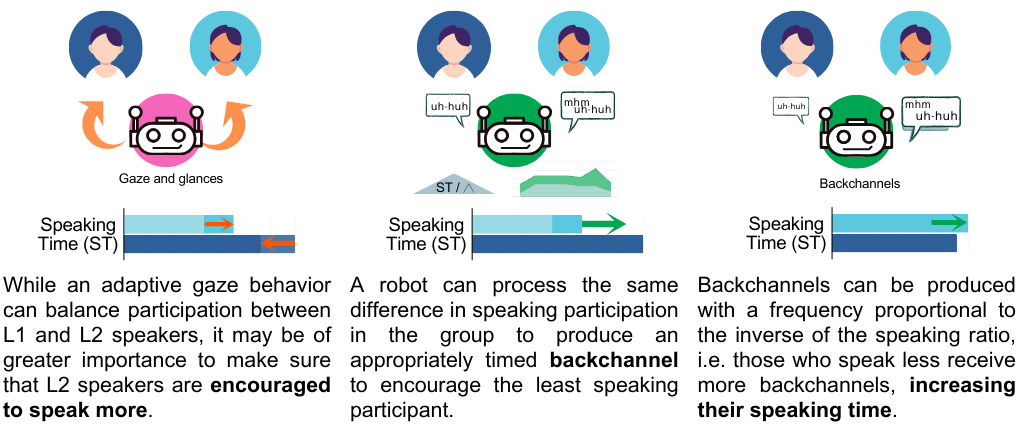 Gaze and glances
Speaking
Time (ST)
While an adaptive gaze behavior
can balance participation between
L1 and L2 speakers, it may be of
greater importance to make sure
that L2 speakers are encouraged
to speak more.
uh-huh
mhm
uh-huh
ST / △
Speaking
Time (ST)
A robot can process the same
difference in speaking participation
in the group to produce an
appropriately timed backchannel
to encourage the least speaking
participant.
uh-huh
mhm
uh-huh
Backchannels
Speaking
Time (ST)
Backchannels can be produced
with a frequency proportional to
the inverse of the speaking ratio,
i.e. those who speak less receive
more backchannels, increasing
their speaking time.